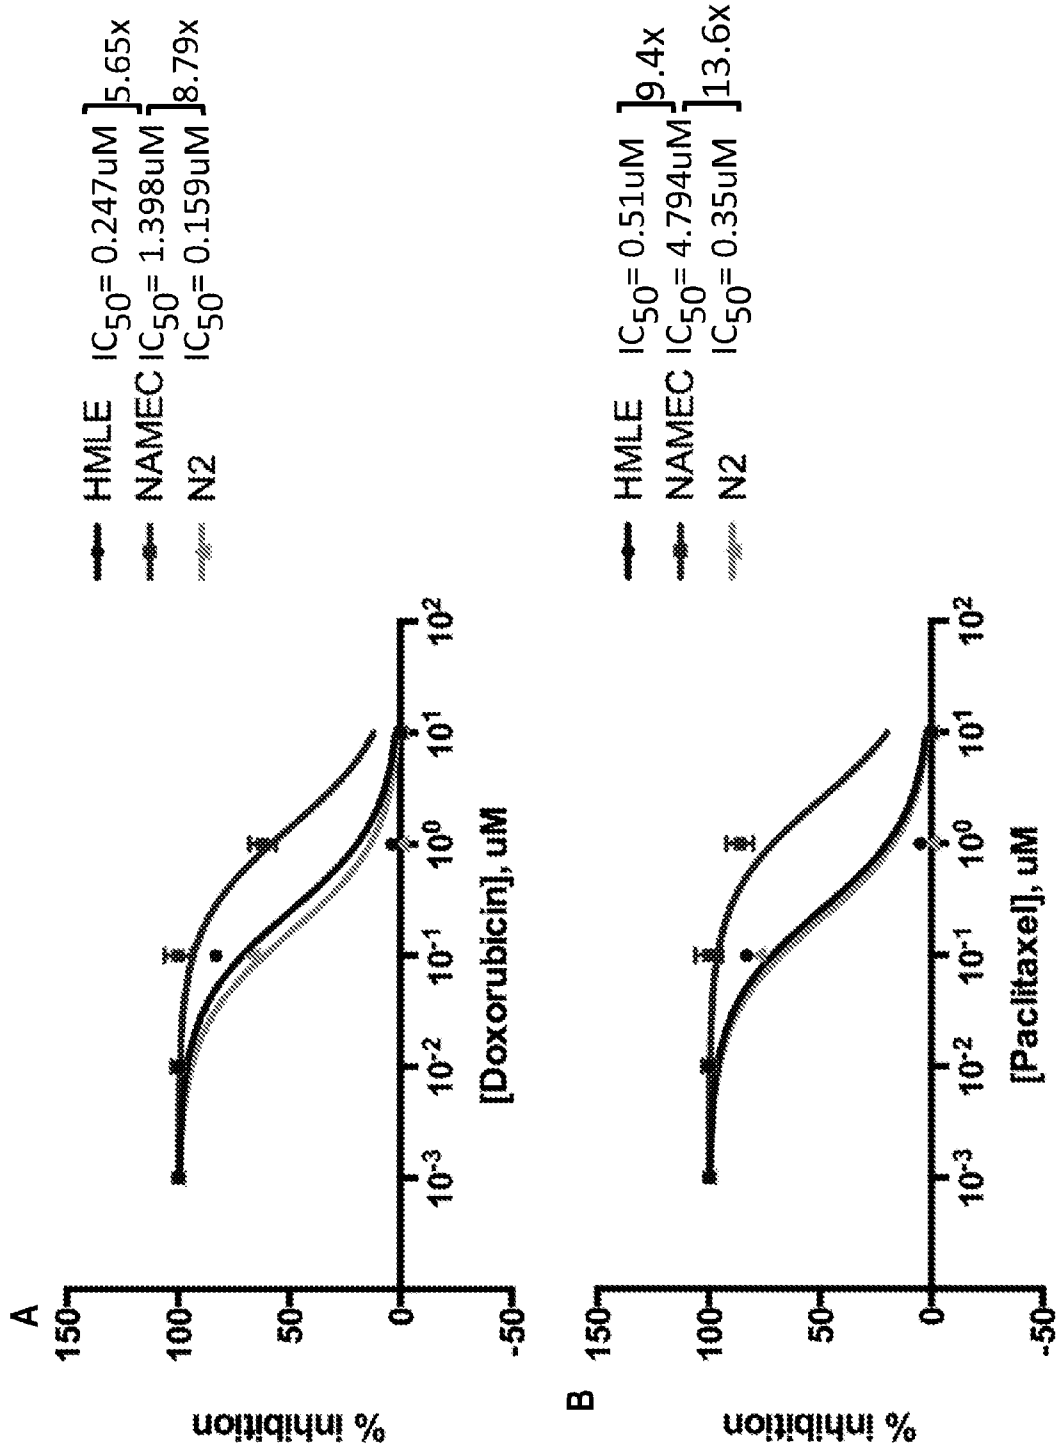 A
150
100
50
0
-50
% inhibition
10-3
10-2
10-1
100
101
102
[Doxorubicin], uM
HMLE IC50= 0.247uM
NAMEC IC50= 1.398uM
N2 IC50= 0.159uM
5.65x
8.79x
B
150
100
50
0
-50
% inhibition
10-3
10-2
10-1
100
101
102
[Paclitaxel], uM
HMLE IC50= 0.51uM
NAMEC IC50= 4.794uM
N2 IC50= 0.35uM
9.4x
13.6x